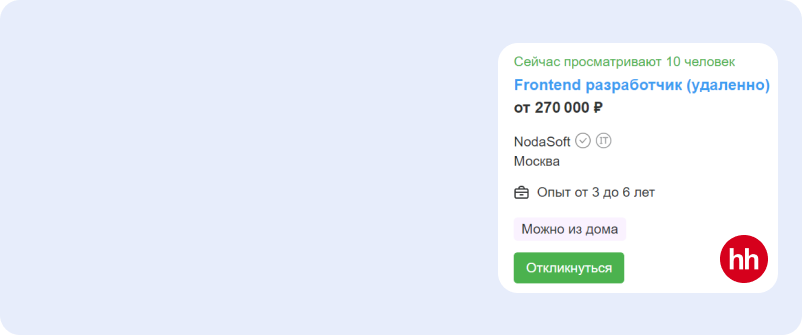 Сейчас просматривают 10 человек
Frontend разработчик (удаленно)
от 270 000 ₽
NodaSoft IT
Москва
Опыт от 3 до 6 лет
Можно из дома
Откликнуться
hh